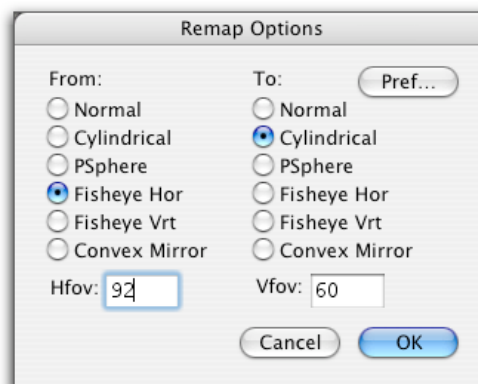 Remap Options
From: To: Pref...
Normal Normal
Cylindrical Cylindrical
PSphere PSphere
Fisheye Hor Fisheye Hor
Fisheye Vrt Fisheye Vrt
Convex Mirror Convex Mirror
Hfov: 92 Vfov: 60
Cancel OK